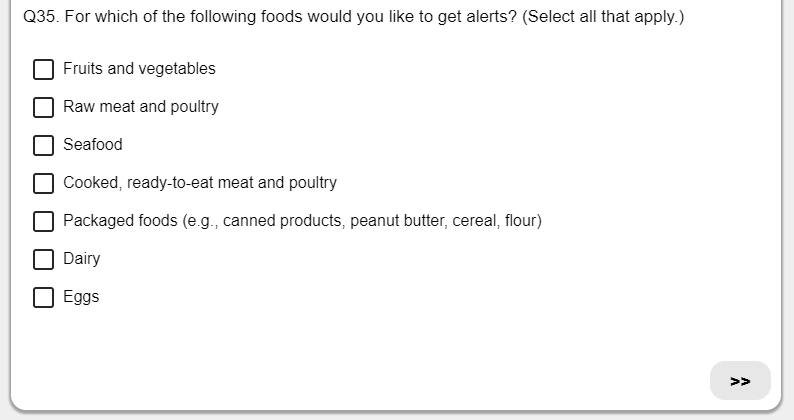 Q35. For which of the following foods would you like to get alerts? (Select all that apply.)
Fruits and vegetables
Raw meat and poultry
Seafood
Cooked, ready-to-eat meat and poultry
Packaged foods (e.g., canned products, peanut butter, cereal, flour)
Dairy
Eggs
>>